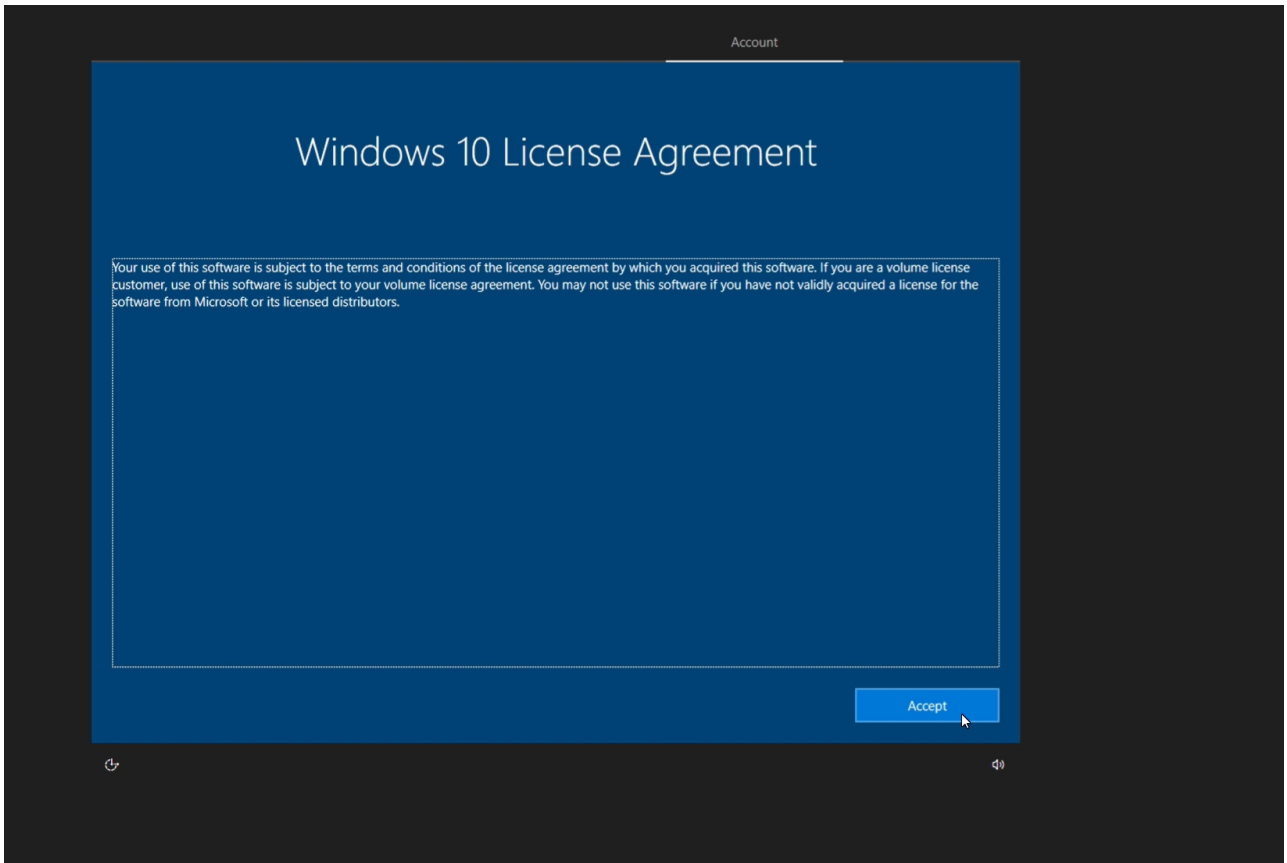 Account
Windows 10 License Agreement
Your use of this software is subject to the terms and conditions of the license agreement by which you acquired this software. If you are a volume license
customer, use of this software is subject to your volume license agreement. You may not use this software if you have not validly acquired a license for the
software from Microsoft or its licensed distributors.
Accept